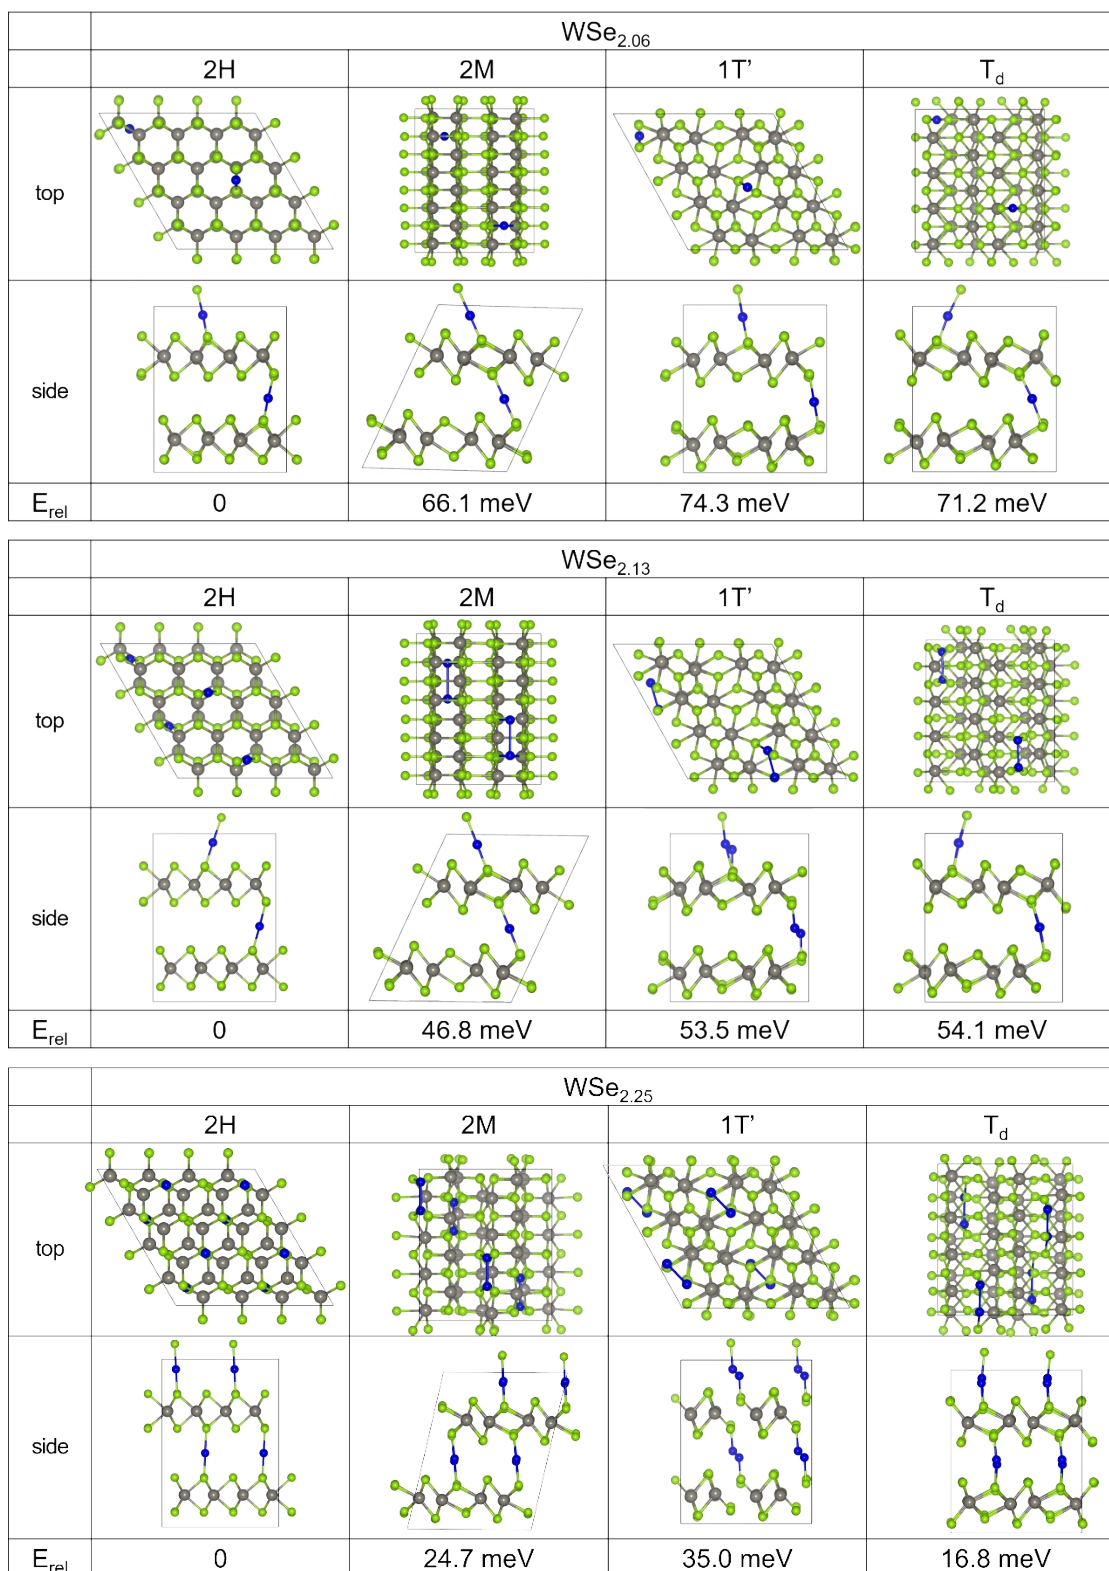 WSe2.06
2H 2M 1T’ Td
top
side
Erel 0 66.1 meV 74.3 meV 71.2 meV
WSe2.13
2H 2M 1T’ Td
top
side
Erel 0 46.8 meV 53.5 meV 54.1 meV
WSe2.25
2H 2M 1T’ Td
top
side
Erel 0 24.7 meV 35.0 meV 16.8 meV